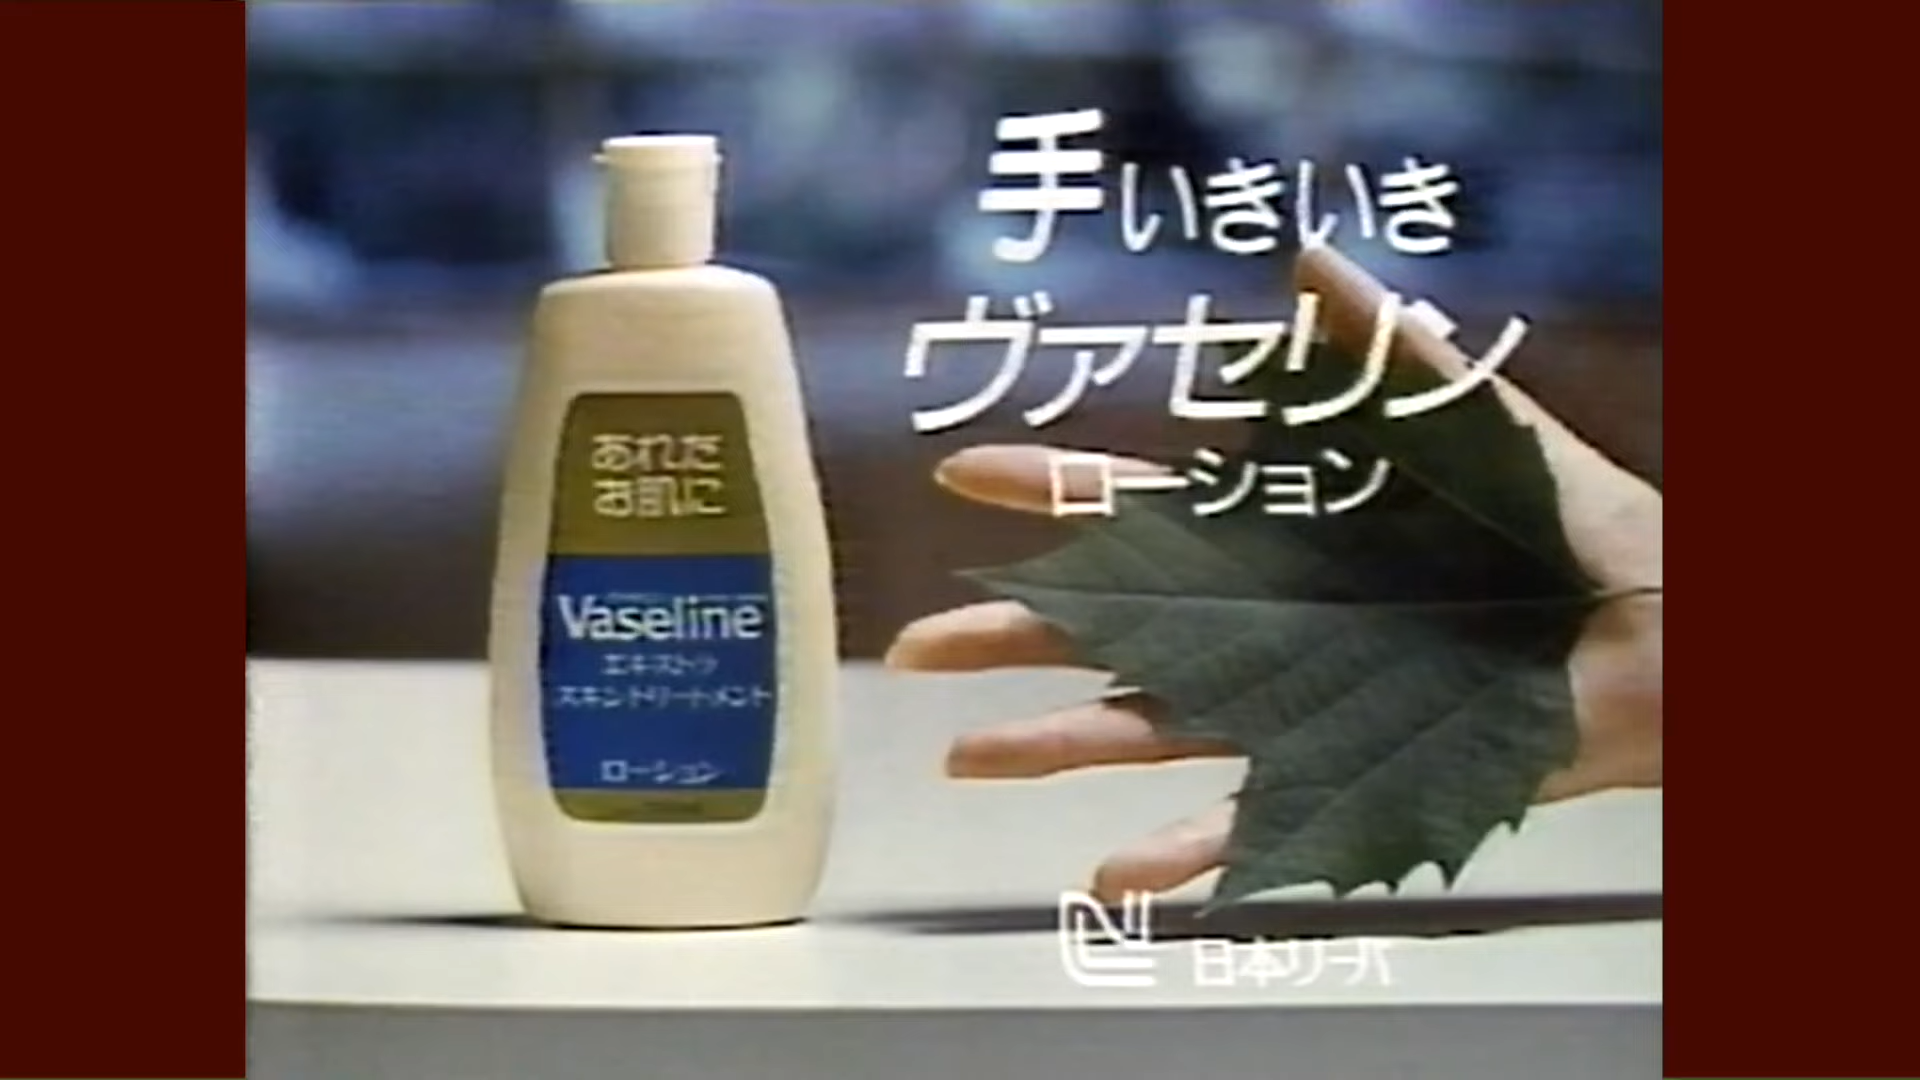 手いきいき
ヴァセリン
ローション
あれた
お肌に
Vaseline
エキストラ
スキントリートメント
ローション
日本リーバ